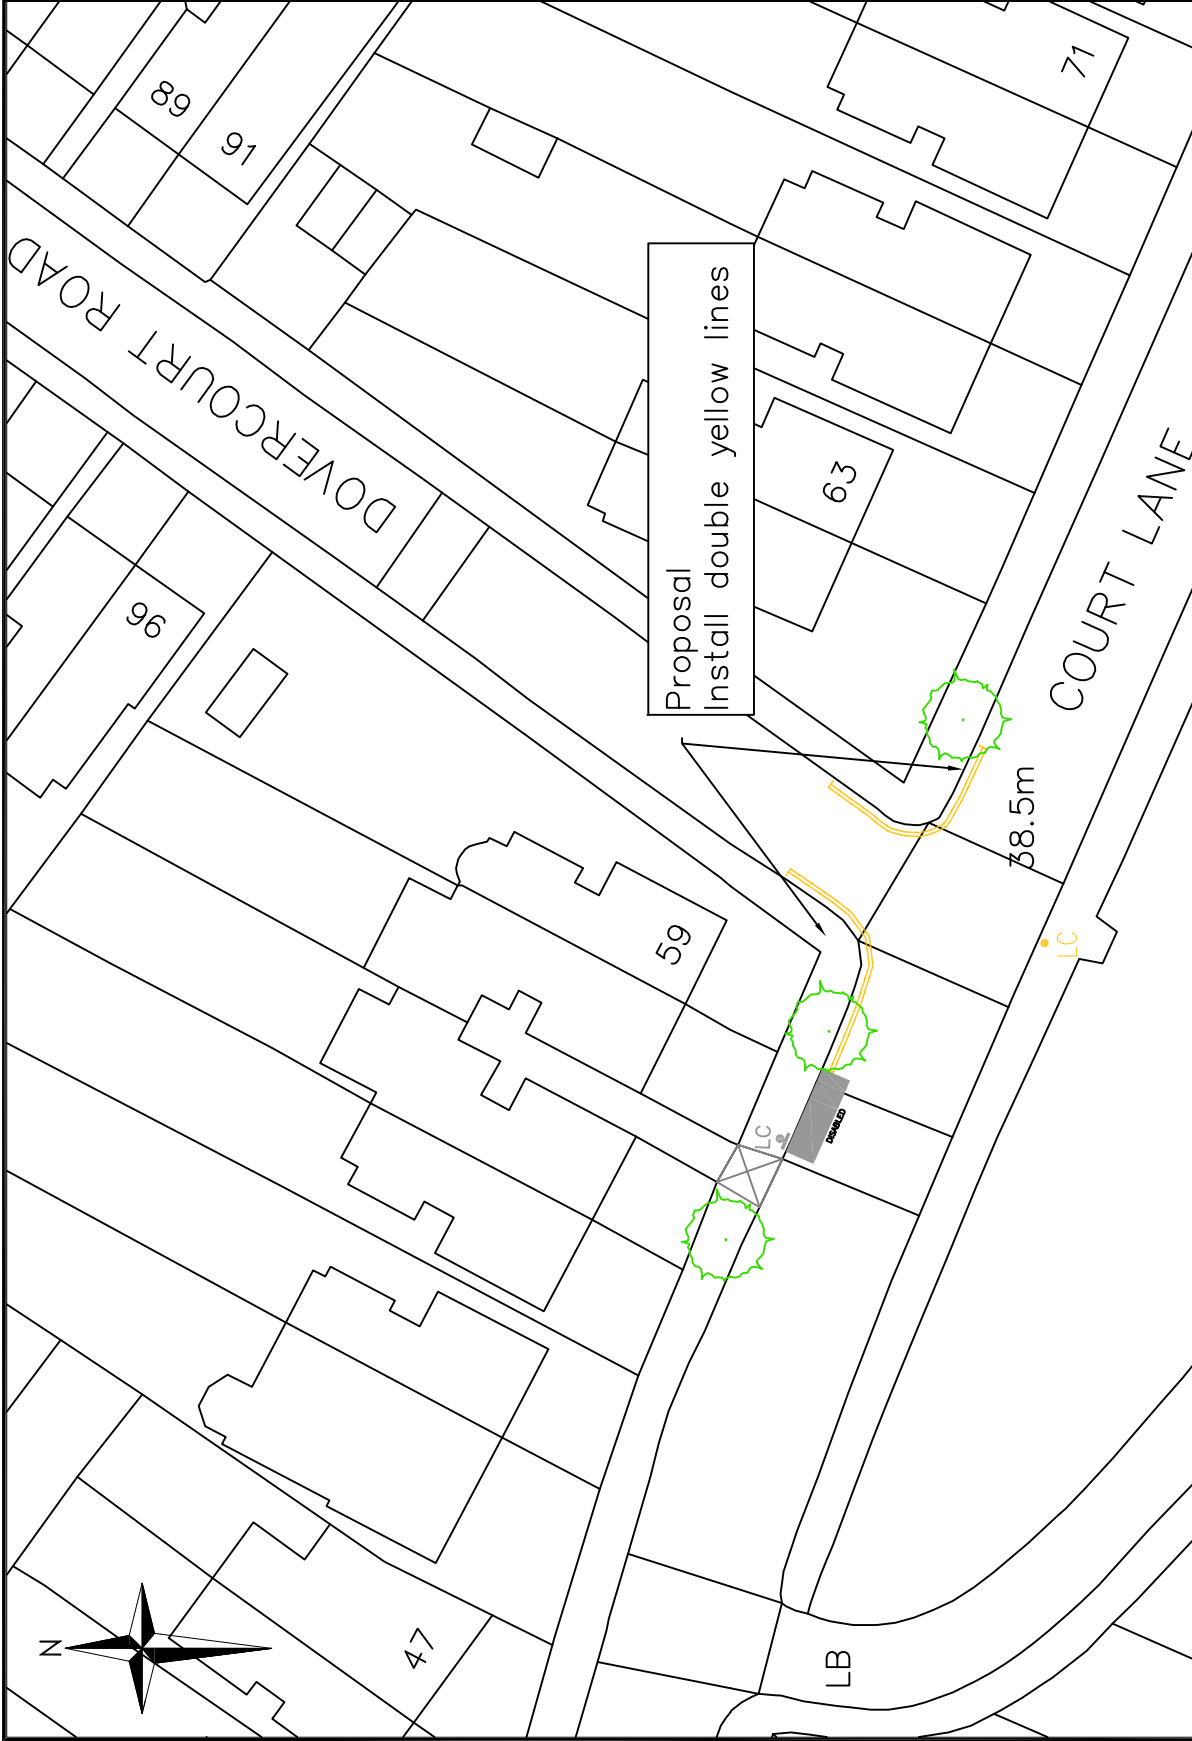 89
91
71
DOVERCOURT ROAD
96
Proposal
Install double yellow lines
63
COURT LANE
59
38.5m
LC
LC
DISABLED
N
47
LB